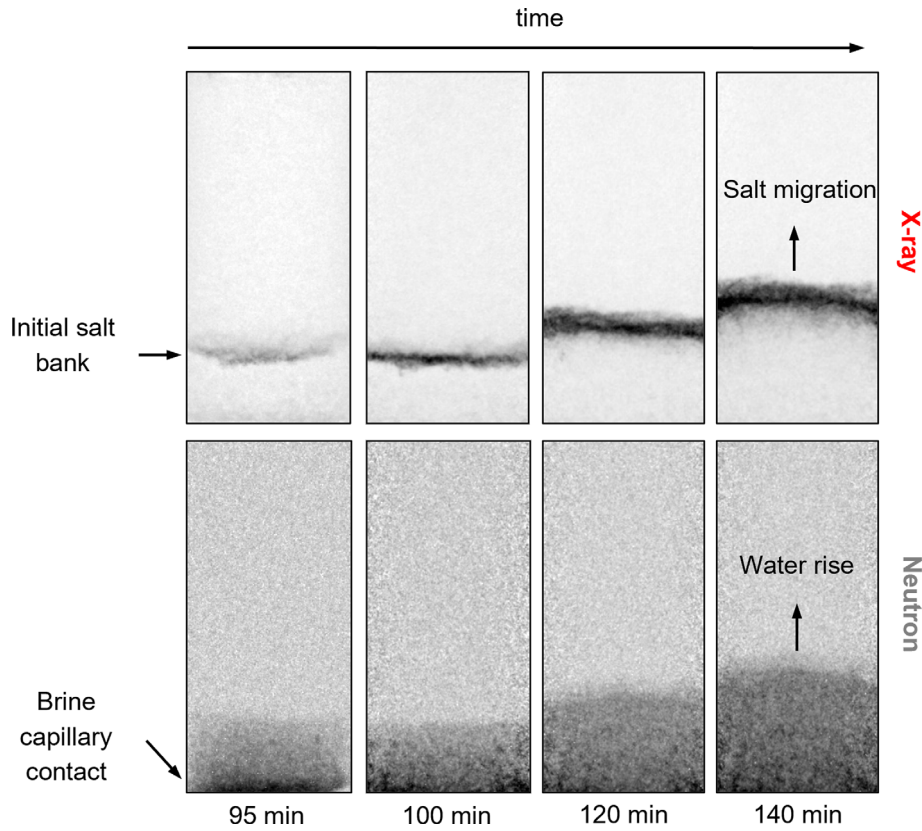 time
Initial salt
bank
Salt migration
X-ray
Brine
capillary
contact
Water rise
Neutron
95 min
100 min
120 min
140 min